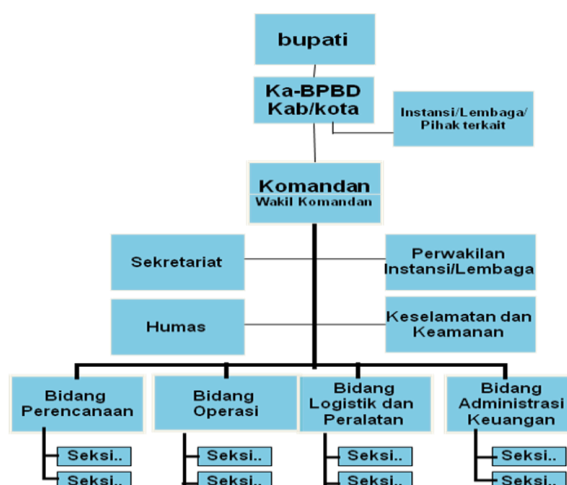 bupati
Ka-BPBD
Kab/kota
Instansi/Lembaga/
Pihak terkait
Komandan
Wakil Komandan
Sekretariat
Perwakilan
Instansi/Lembaga
Humas
Keselamatan dan
Keamanan
Bidang
Perencanaan
Bidang
Operasi
Bidang
Logistik dan
Peralatan
Bidang
Administrasi
Keuangan
Seksi..
Seksi..
Seksi..
Seksi..
Seksi..
Seksi..
Seksi..
Seksi..